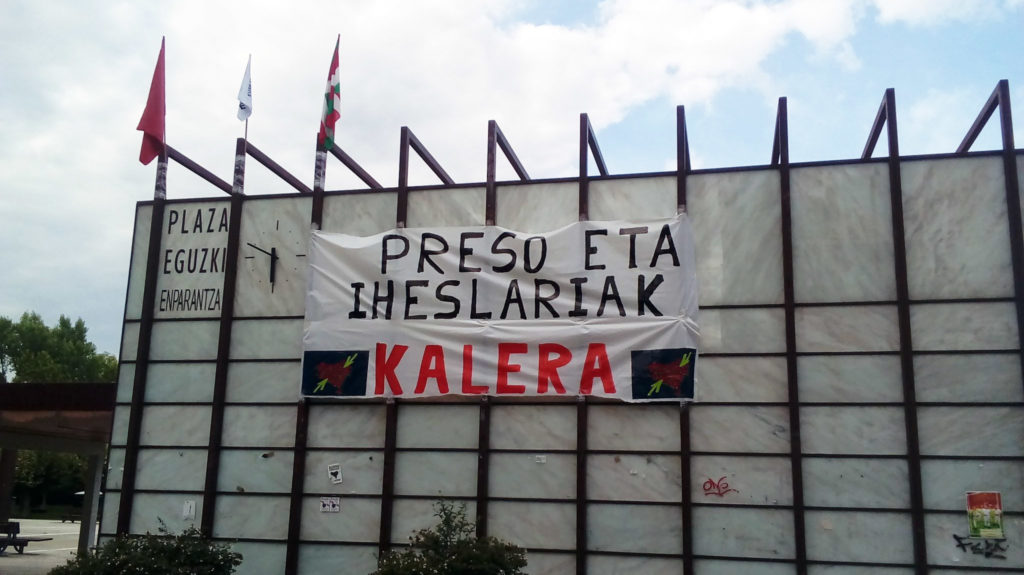 PLAZA
EGUZKI
ENPARANTZA
PRESO ETA
IHESLARIAK
KALERA